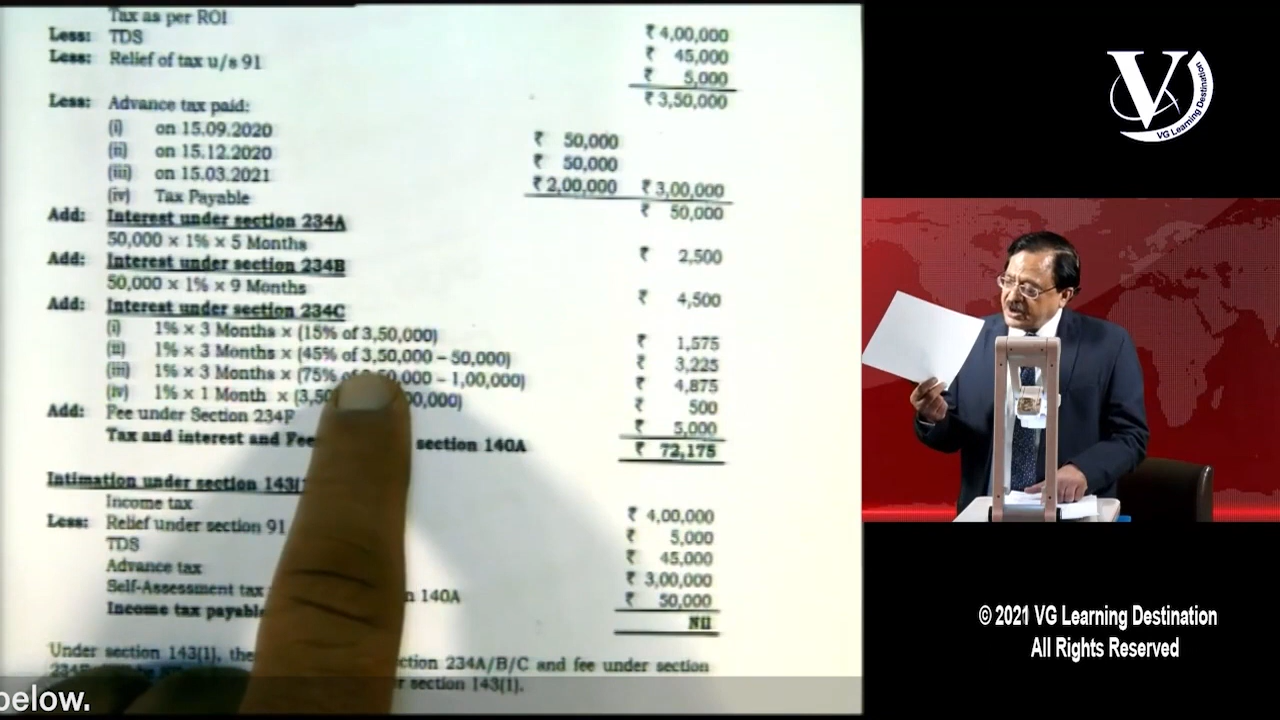 Tax as per ROI ₹ 4,00,000
Less: TDS ₹ 45,000
Less: Relief of tax u/s 91 ₹ 5,000
₹ 3,50,000
Less: Advance tax paid:
(i) on 15.09.2020 ₹ 50,000
(ii) on 15.12.2020 ₹ 50,000
(iii) on 15.03.2021 ₹ 2,00,000 ₹ 3,00,000
(iv) Tax Payable ₹ 50,000
Add: Interest under section 234A
50,000 × 1% × 5 Months ₹ 2,500
Add: Interest under section 234B
50,000 × 1% × 9 Months ₹ 4,500
Add: Interest under section 234C
(i) 1% × 3 Months × (15% of 3,50,000) ₹ 1,575
(ii) 1% × 3 Months × (45% of 3,50,000 – 50,000) ₹ 3,225
(iii) 1% × 3 Months × (75% of 000 – 1,00,000) ₹ 4,875
(iv) 1% × 1 Month × (3,50 00,000) ₹ 500
Add: Fee under Section 234F ₹ 5,000
Tax and interest and Fee section 140A ₹ 72,175
Intimation under section 143(1
Income tax ₹ 4,00,000
Less: Relief under section 91 ₹ 5,000
TDS ₹ 45,000
Advance tax ₹ 3,00,000
Self-Assessment tax 140A ₹ 50,000
Income tax payable Nil
Under section 143(1), the ction 234A/B/C and fee under section
section 143(1).
below.
V
VG Learning Destination
© 2021 VG Learning Destination
All Rights Reserved